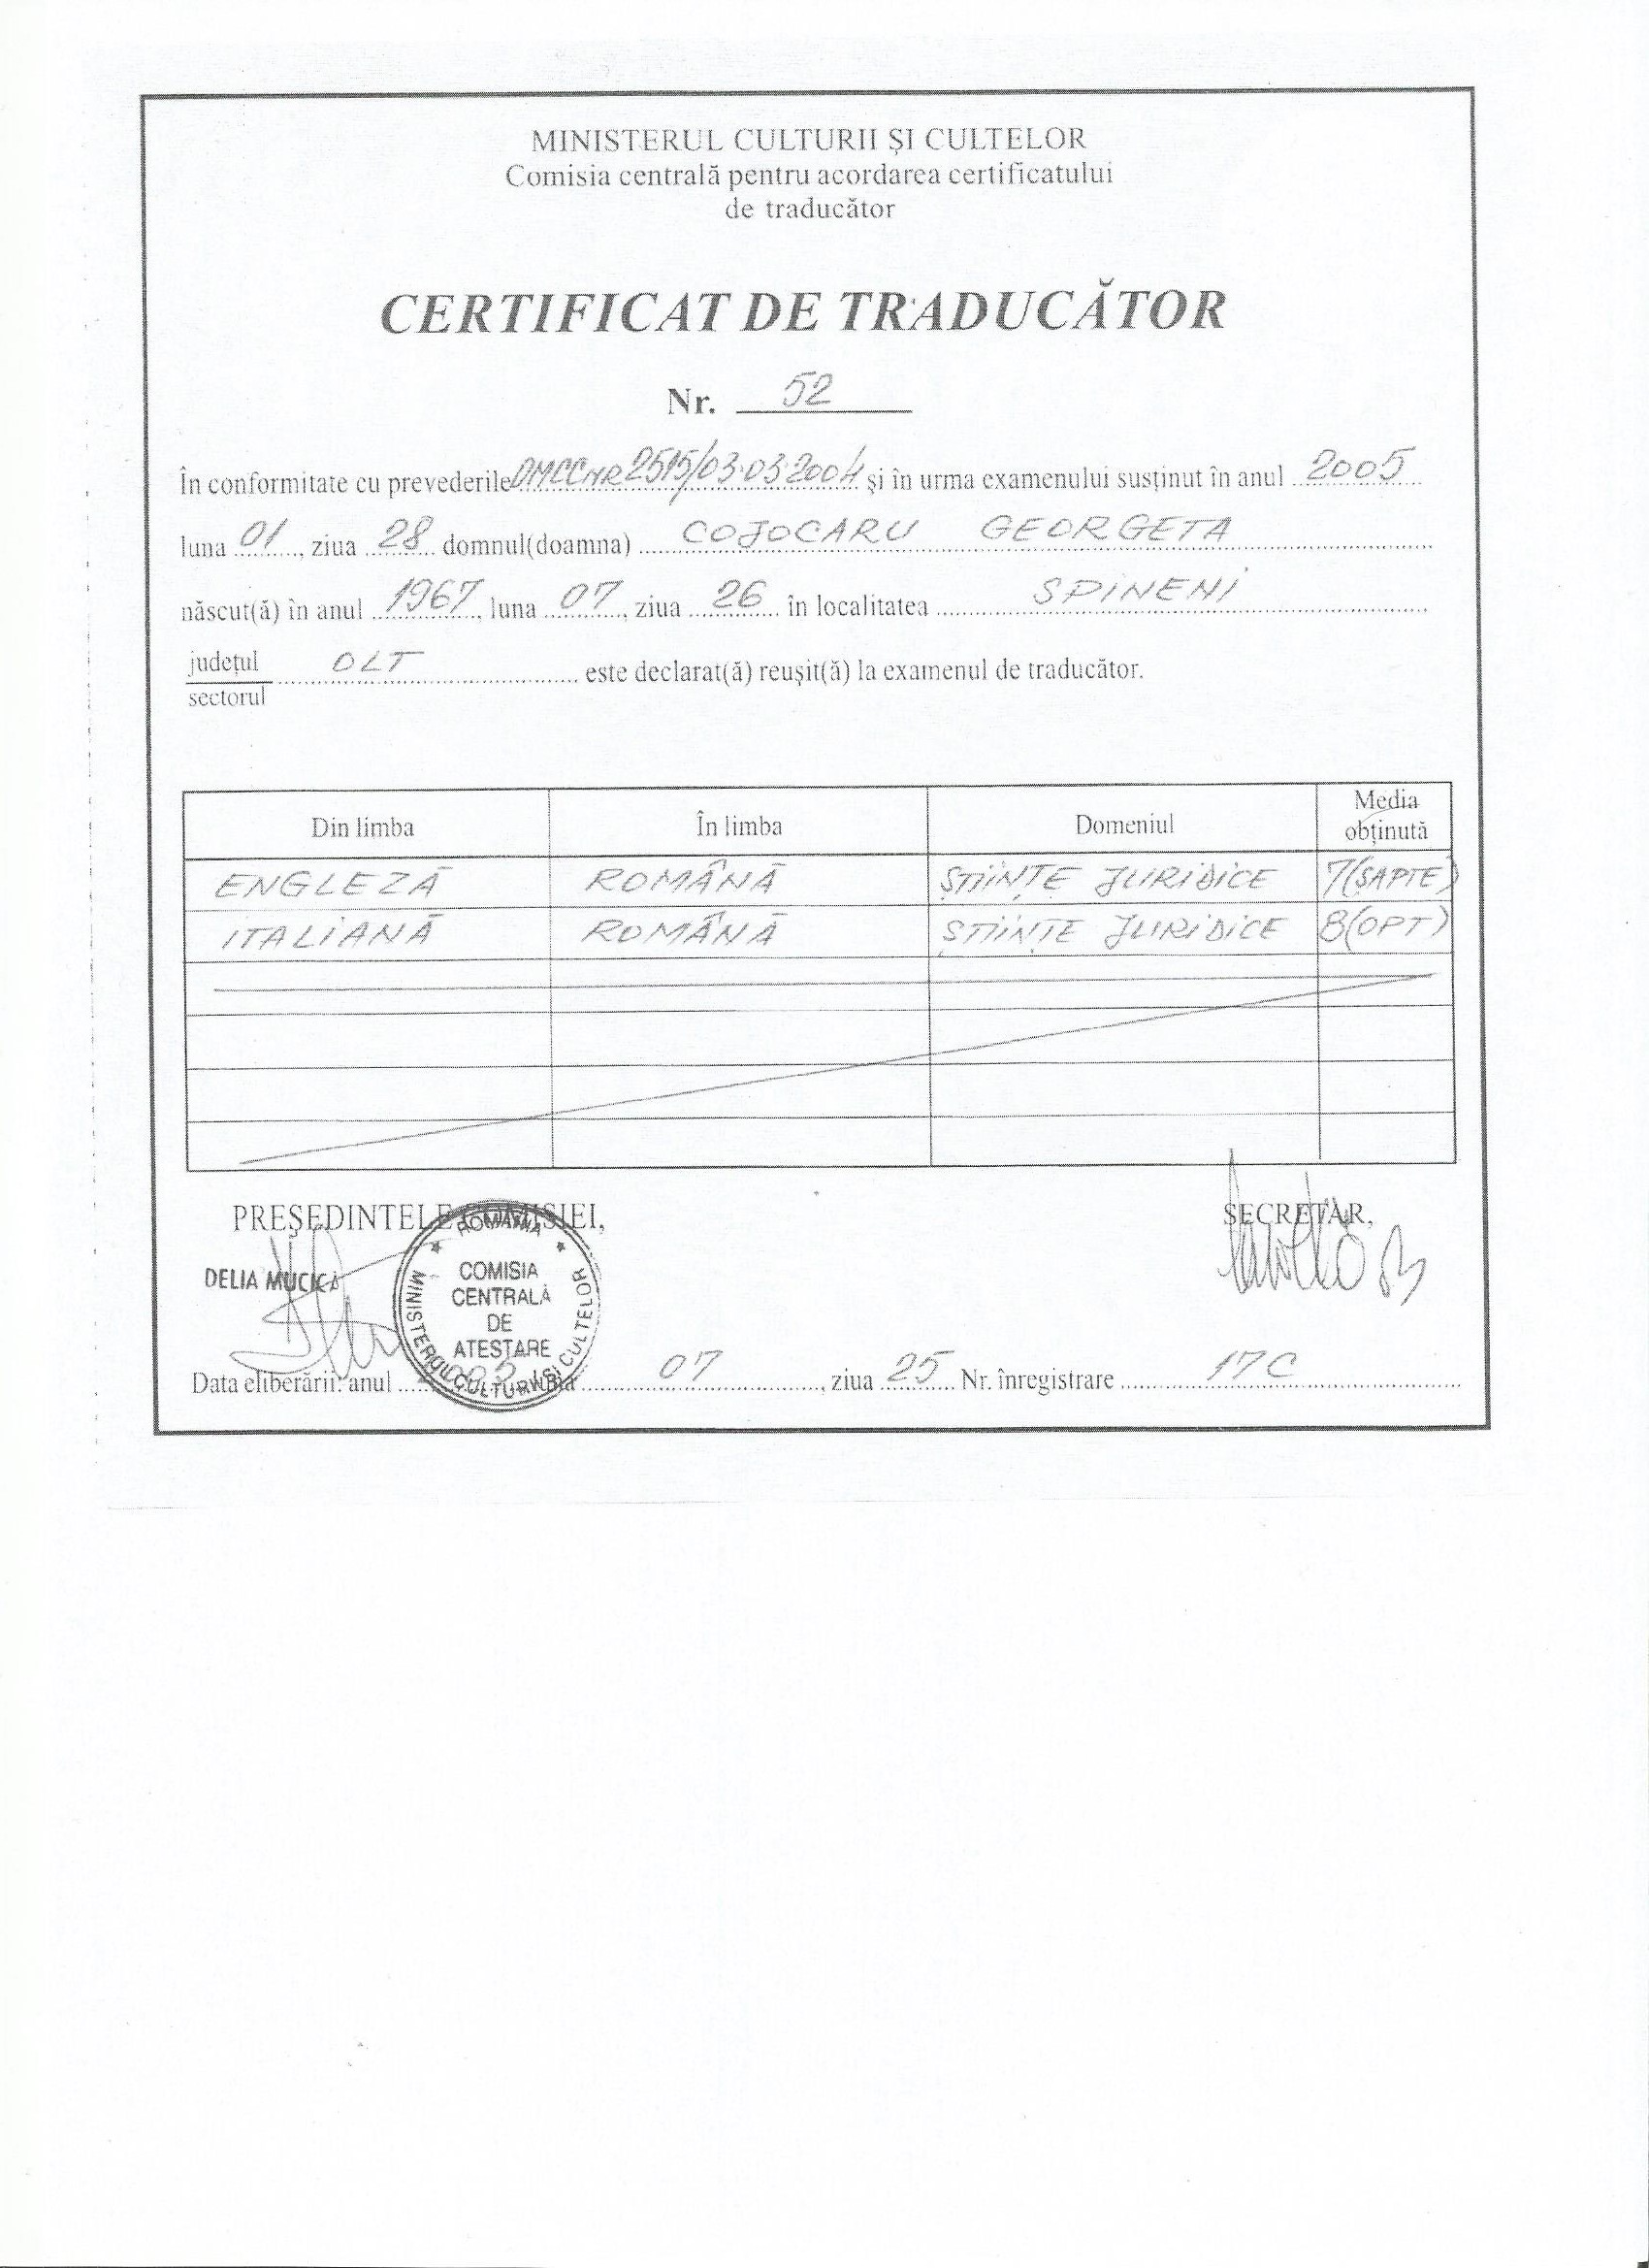 MINISTERUL CULTURII ŞI CULTELOR
Comisia centrală pentru acordarea certificatului
de traducător
CERTIFICAT DE TRADUCĂTOR
Nr. 52
În conformitate cu prevederile DMCC NR 2515/03.03.2004 şi în urma examenului susţinut în anul 2005
luna 01, ziua 28 domnul(doamna) COJOCARU GEORGETA
născut(ă) în anul 1967, luna 07, ziua 26 în localitatea SPINENI
judeţul OLT este declarat(ă) reuşit(ă) la examenul de traducător.
sectorul
Din limba În limba Domeniul Media obţinută
ENGLEZĂ ROMÂNĂ ŞTIINŢE JURIDICE 7(ŞAPTE)
ITALIANĂ ROMÂNĂ ŞTIINŢE JURIDICE 8(OPT)
PREŞEDINTELE COMISIEI, SECRETAR,
DELIA MUCICĂ
ROMÂNIA
MINISTERUL CULTURII ŞI CULTELOR
COMISIA
CENTRALĂ
DE
ATESTARE
Data eliberării: anul 2005 luna 07, ziua 25 Nr. înregistrare 17C